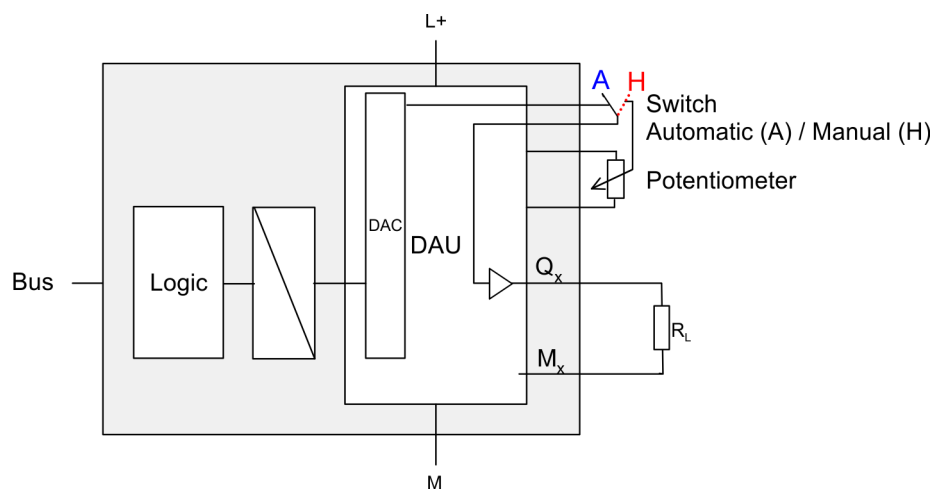 L+
A H
Switch
Automatic (A) / Manual (H)
Potentiometer
DAC
DAU
Bus
Logic
Qx
RL
Mx
M